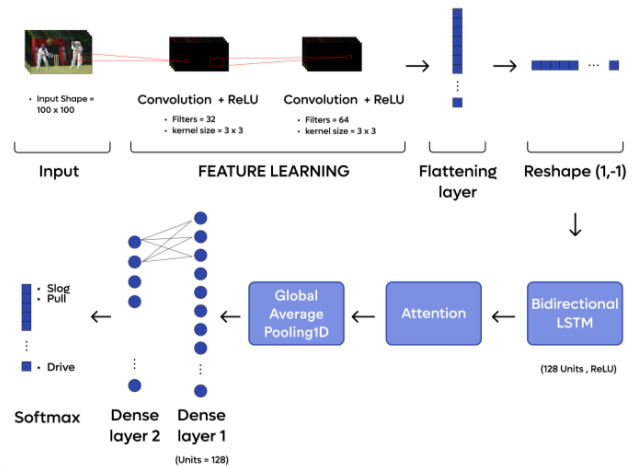 • Input Shape =
100 x 100
Convolution + ReLU
• Filters = 32
• kernel size = 3 x 3
Convolution + ReLU
• Filters = 64
• kernel size = 3 x 3
Input
FEATURE LEARNING
Flattening
layer
Reshape (1,-1)
• Slog
• Pull
• Drive
Softmax
Dense
layer 2
Dense
layer 1
(Units = 128)
Global
Average
Pooling1D
Attention
Bidirectional
LSTM
(128 Units , ReLU)